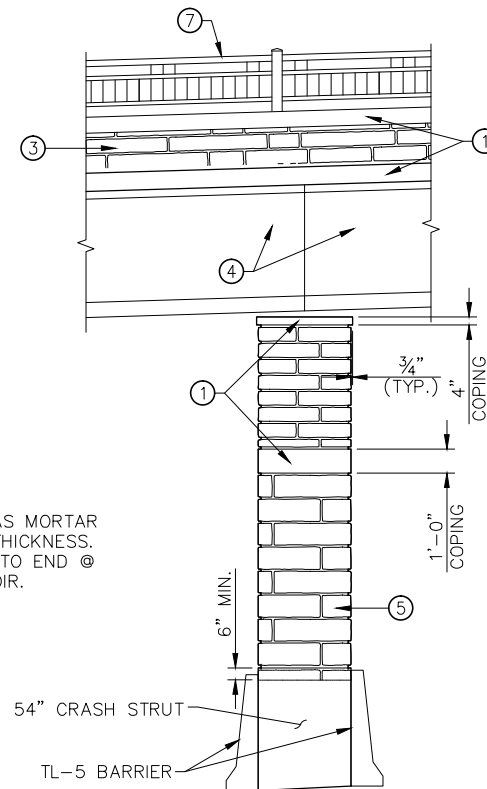 7
3
1
4
1
3/4"
(TYP.)
4"
COPING
1'-0"
COPING
AS MORTAR
THICKNESS.
TO END @
DIR.
6" MIN.
5
54" CRASH STRUT
TL-5 BARRIER